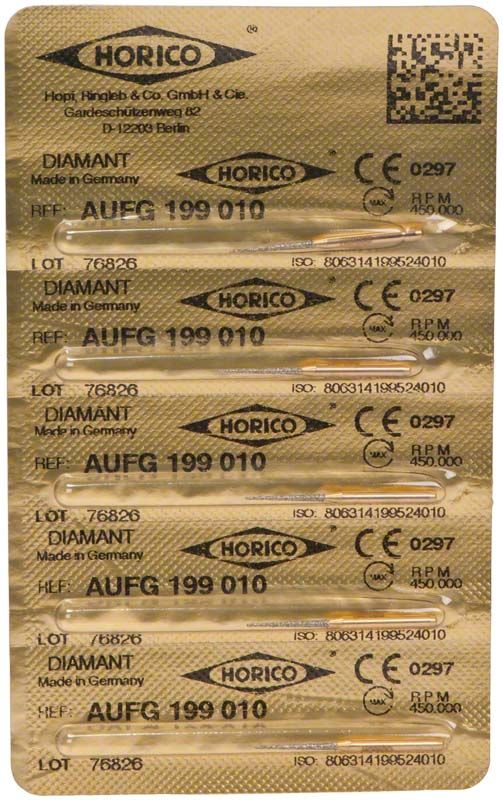 HORICO ®
Hopf, Ringleb & Co. GmbH & Cie.
Gardeschützenweg 82
D-12203 Berlin
DIAMANT HORICO ® CE 0297
Made in Germany
REF: AUFG 199 010 MAX RPM 450.000
LOT 76826 ISO: 806314199524010
DIAMANT HORICO ® CE 0297
Made in Germany
REF: AUFG 199 010 MAX RPM 450.000
LOT 76826 ISO: 806314199524010
DIAMANT HORICO ® CE 0297
Made in Germany
REF: AUFG 199 010 MAX RPM 450.000
LOT 76826 ISO: 806314199524010
DIAMANT HORICO ® CE 0297
Made in Germany
REF: AUFG 199 010 MAX RPM 450.000
LOT 76826 ISO: 806314199524010
DIAMANT HORICO ® CE 0297
Made in Germany
REF: AUFG 199 010 MAX RPM 450.000
LOT 76826 ISO: 806314199524010